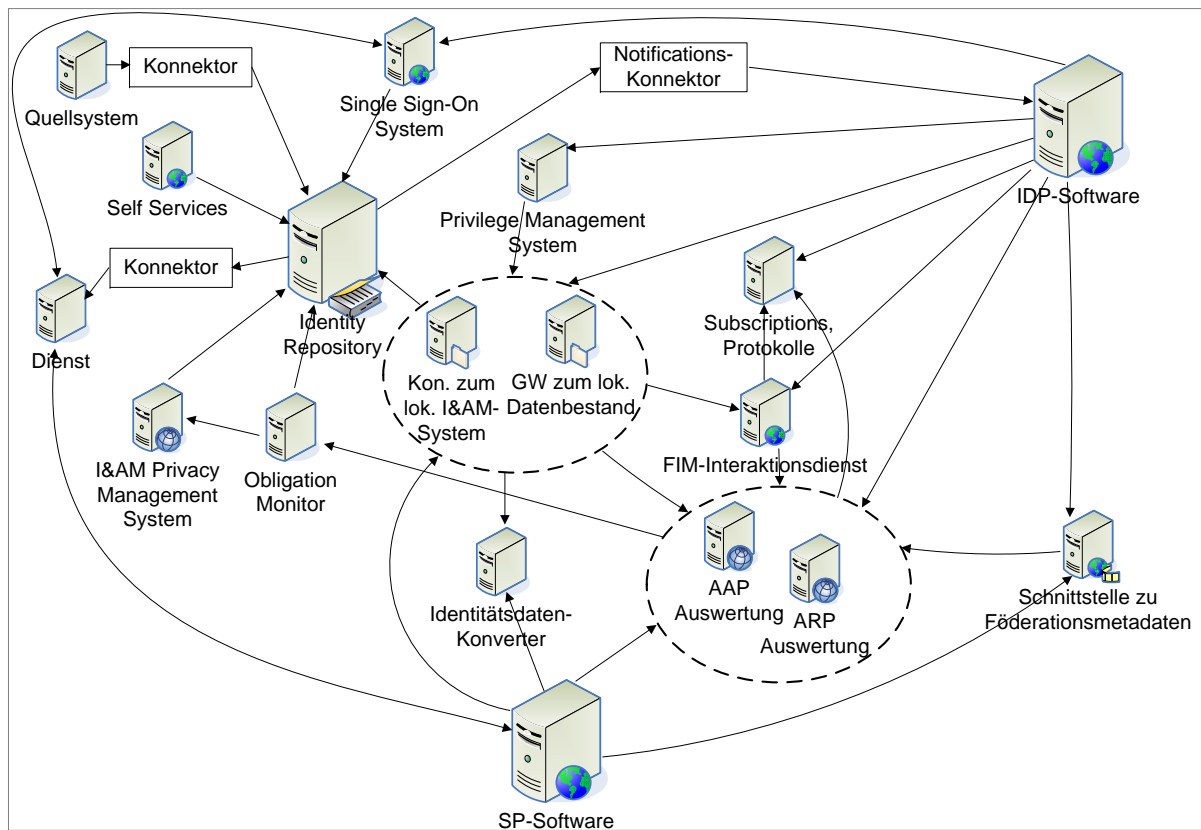 Konnektor
Quellsystem
Single Sign-On
System
Notifications-
Konnektor
IDP-Software
Self Services
Privilege Management
System
Konnektor
Identity
Repository
Dienst
Subscriptions,
Protokolle
Kon. zum
lok. I&AM-
System
GW zum lok.
Datenbestand
I&AM Privacy
Management
System
Obligation
Monitor
FIM-Interaktionsdienst
Identitätsdaten-
Konverter
AAP
Auswertung
ARP
Auswertung
Schnittstelle zu
Föderationsmetadaten
SP-Software